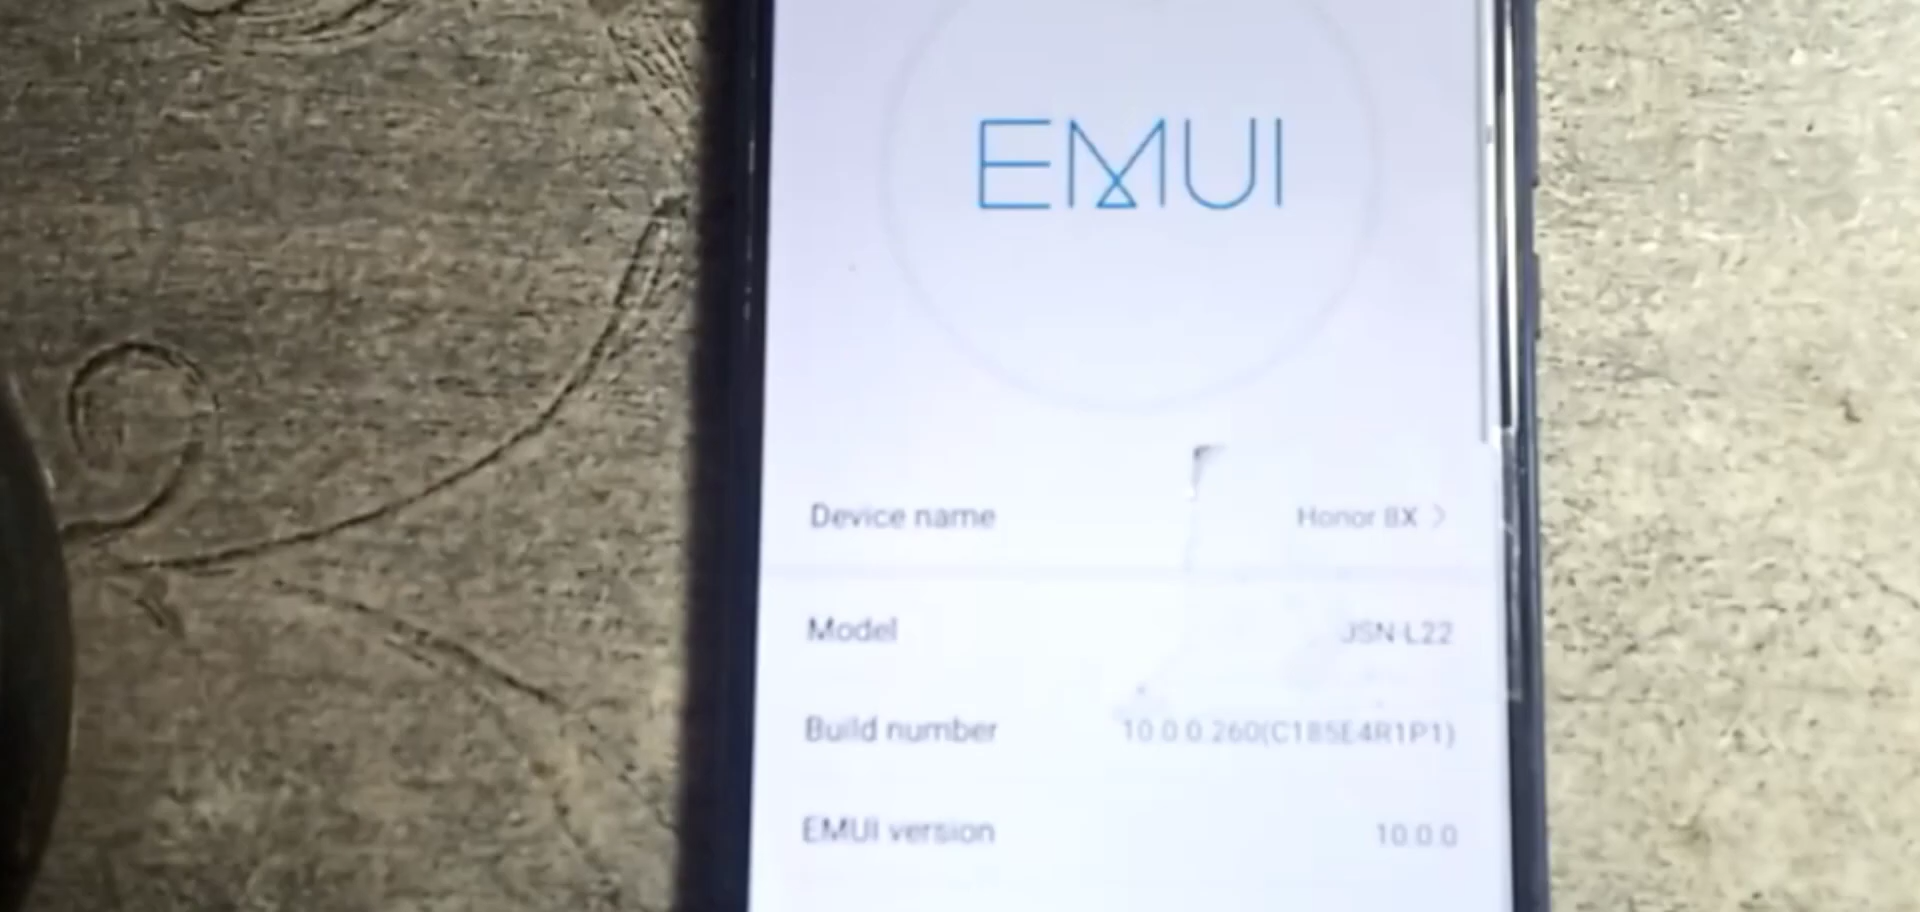 EMUI
Device name Honor 8X
Model JSN-L22
Build number 10.0.0.260(C185E4R1P1)
EMUI version 10.0.0